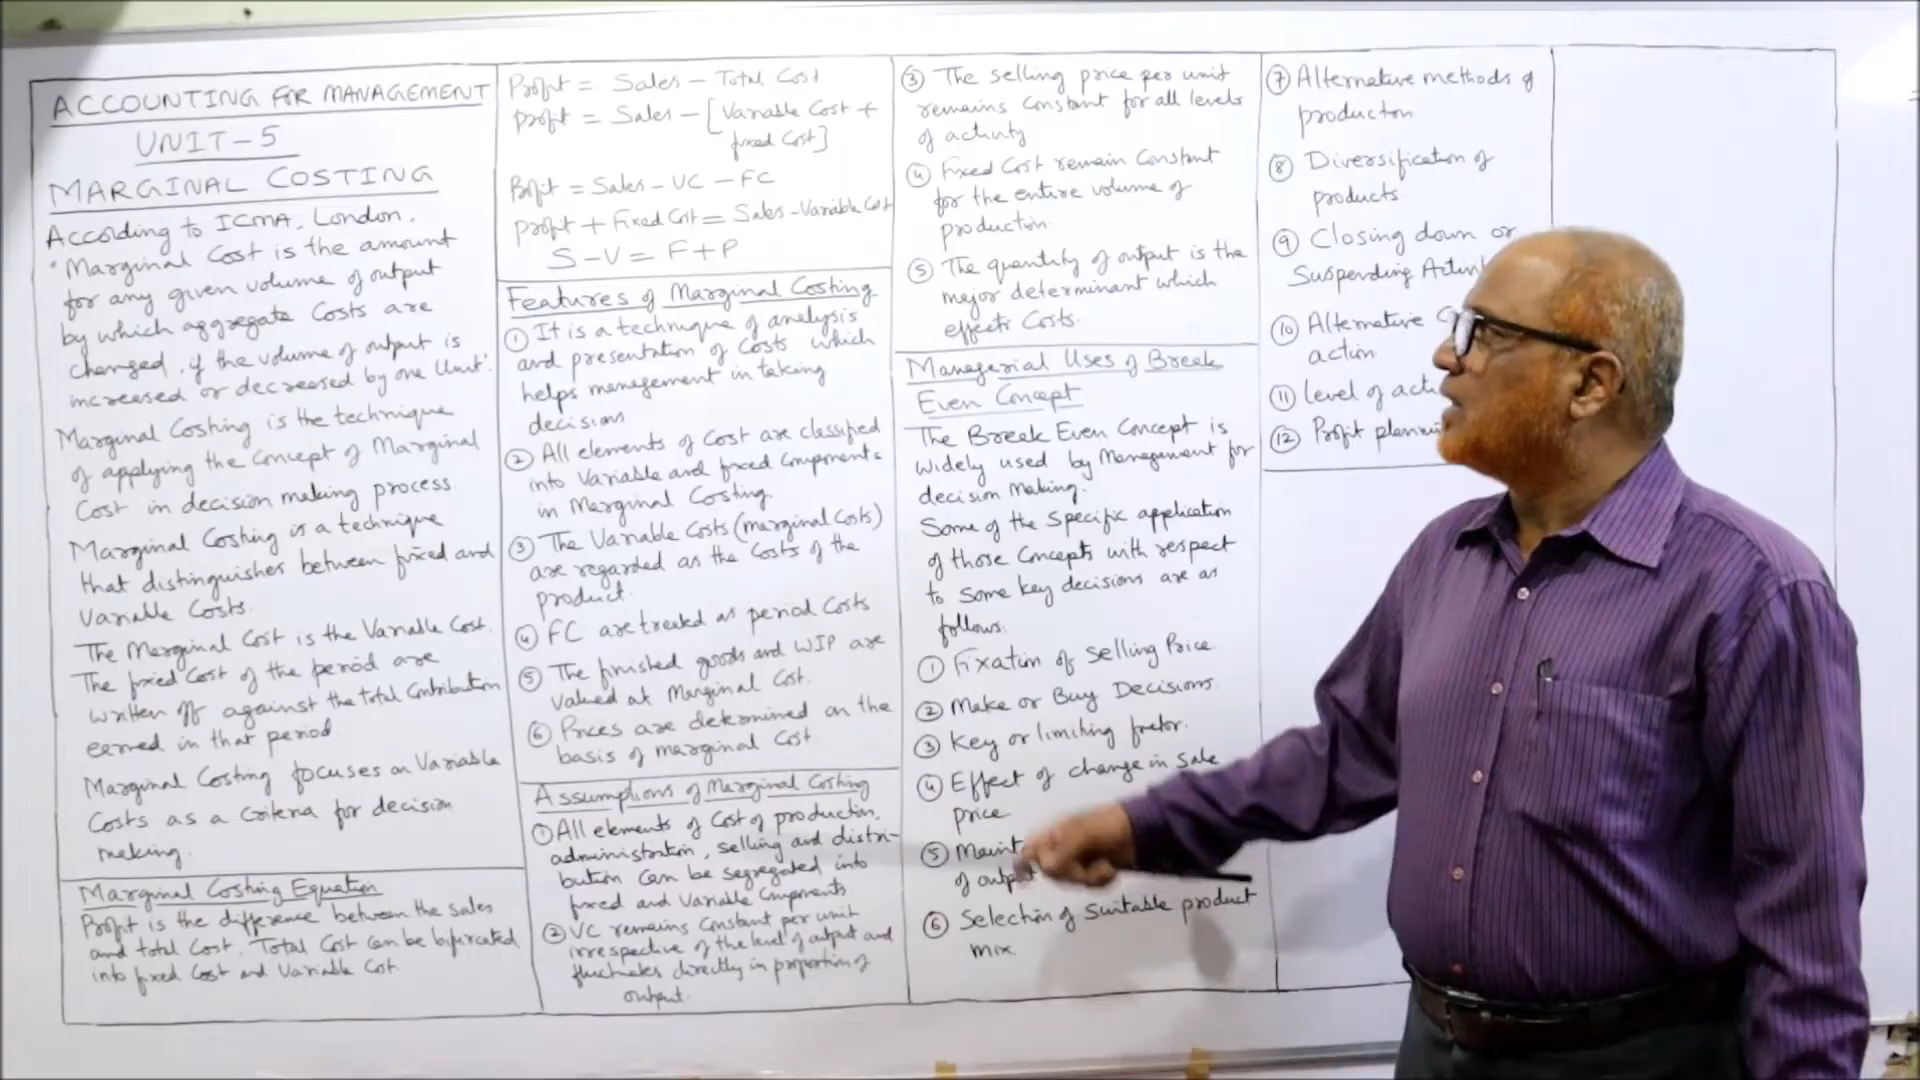 ACCOUNTING FOR MANAGEMENT
UNIT-5
MARGINAL COSTING
According to ICMA, London,
"Marginal Cost is the amount
for any given volume of output
by which aggregate Costs are
changed, if the volume of output is
increased or decreased by one Unit."
Marginal Costing is the technique
of applying the Concept of Marginal
Cost in decision making process.
Marginal Costing is a technique
that distinguishes between fixed and
Variable Costs.
The Marginal Cost is the Variable Cost.
The fixed Cost of the period are
written off against the total Contribution
earned in that period.
Marginal Costing focuses on Variable
Costs as a Criteria for decision
making.
Marginal Costing Equation
Profit is the difference between the Sales
and total Cost. Total Cost can be bifurcated
into fixed Cost and Variable Cost.
Profit = Sales - Total Cost
Profit = Sales - [Variable Cost +
fixed Cost]
Profit = Sales - VC - FC
Profit + Fixed Cost = Sales - Variable Cost
S-V = F+P
Features of Marginal Costing
① It is a technique of analysis
and presentation of Costs which
helps management in taking
decisions
② All elements of Cost are classified
into Variable and fixed Components
in Marginal Costing.
③ The Variable Costs (marginal Costs)
are regarded as the Costs of the
product.
④ FC are treated as period Costs
⑤ The finished goods and WIP are
Valued at Marginal Cost.
⑥ Prices are determined on the
basis of marginal Cost.
Assumptions of Marginal Costing
① All elements of Cost of production,
administration, selling and distri-
bution Can be segregated into
fixed and Variable Components
② VC remains Constant per unit
irrespective of the level of output and
fluctuates directly in proportion of
output.
③ The selling price per unit
remains Constant for all levels
of activity
④ Fixed Cost remain Constant
for the entire volume of
production.
⑤ The quantity of output is the
major determinant which
effects Costs.
Managerial Uses of Break
Even Concept
The Break Even Concept is
widely used by Management for
decision Making.
Some of the specific application
of those Concepts with respect
to some key decisions are as
follows.
① Fixation of Selling Price
② Make or Buy Decisions.
③ Key or limiting factor.
④ Effect of change in Sale
price
⑤ Maint
of output
⑥ Selection of Suitable product
mix.
⑦ Alternative methods of
producton
⑧ Diversification of
products
⑨ Closing down or
Suspending Activi
⑩ Alternative
action
⑪ level of acti
⑫ Profit planni